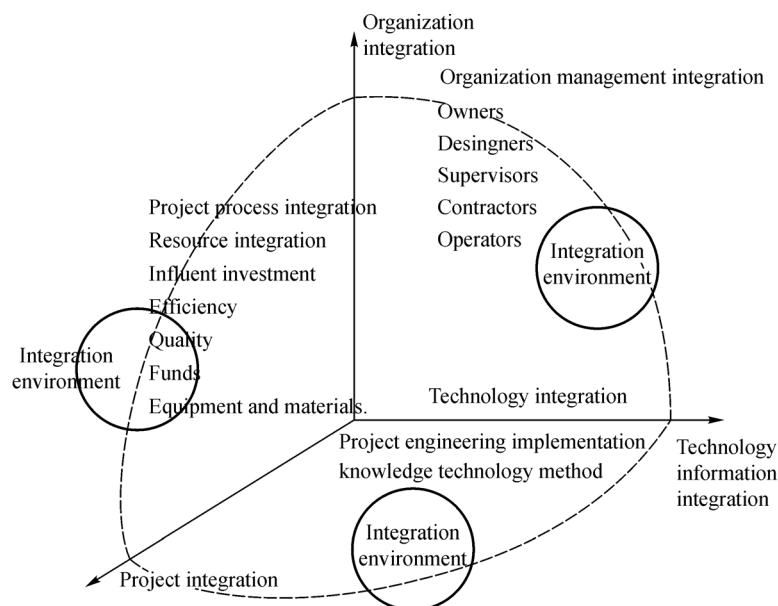 Organization
integration
Organization management integration
Owners
Desingners
Supervisors
Contractors
Operators
Integration
environment
Project process integration
Resource integration
Influent investment
Efficiency
Quality
Funds
Equipment and materials.
Integration
environment
Technology integration
Project engineering implementation
knowledge technology method
Technology
information
integration
Integration
environment
Project integration